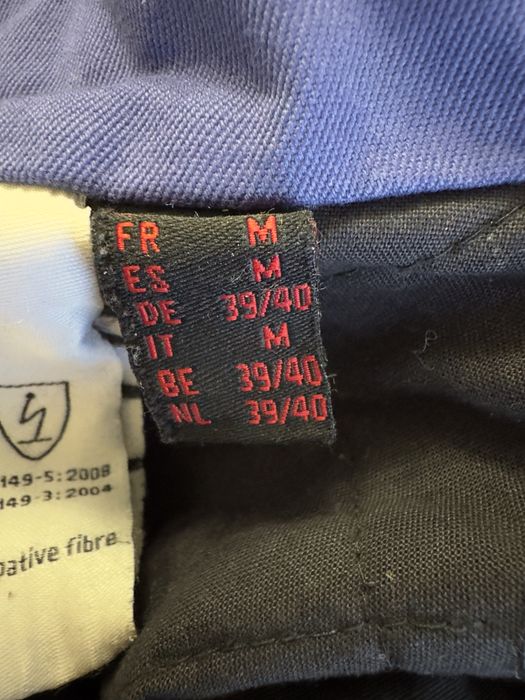 FR M
ES M
DE 39/40
IT M
BE 39/40
NL 39/40
149-5:2008
149-3:2004
pative fibre